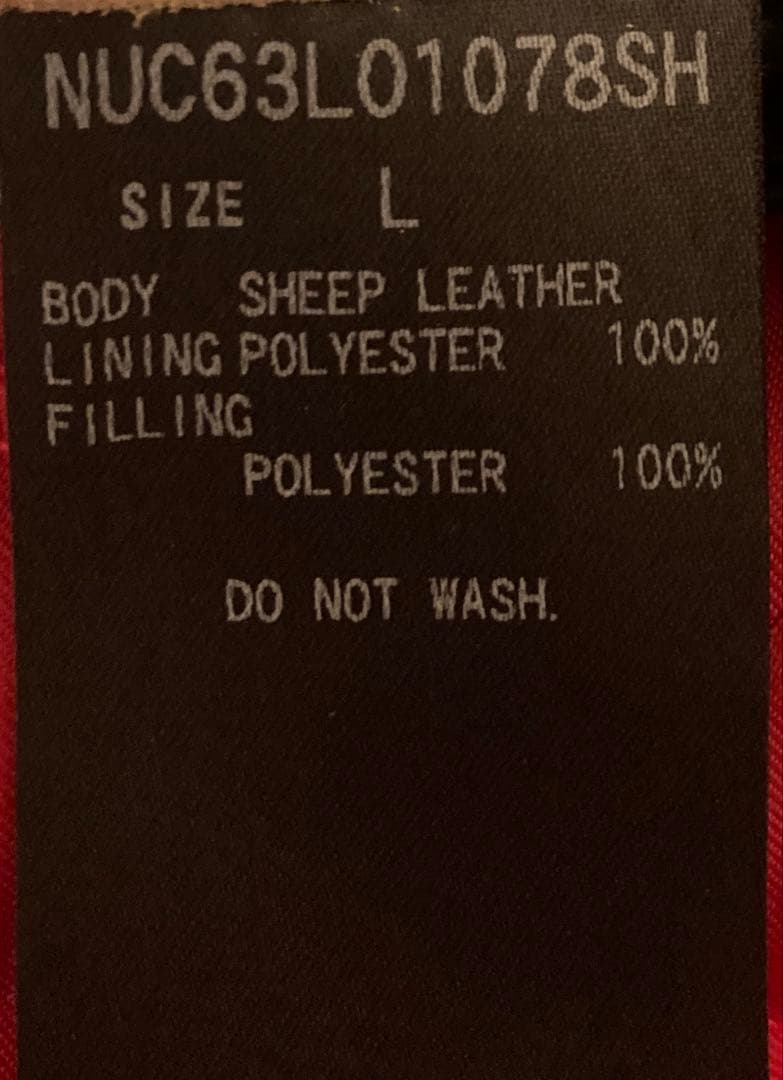 NUC63L01078SH
SIZE L
BODY SHEEP LEATHER
LINING POLYESTER 100%
FILLING
POLYESTER 100%
DO NOT WASH.